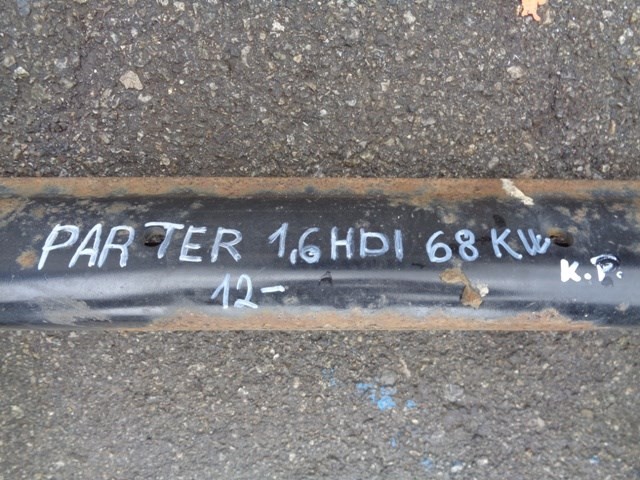 PARTER 1,6 HDI 68 KW
K.P.
12-